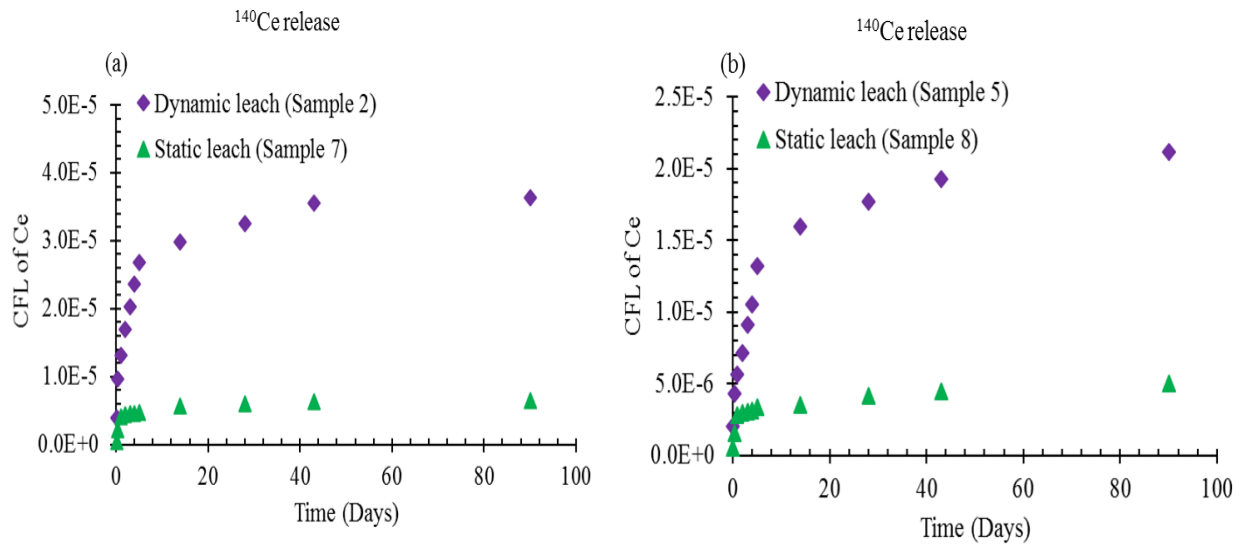 ¹⁴⁰Ce release
(a)
Dynamic leach (Sample 2)
Static leach (Sample 7)
5.0E-5
4.0E-5
3.0E-5
2.0E-5
1.0E-5
0.0E+0
CFL of Ce
0 20 40 60 80 100
Time (Days)
¹⁴⁰Ce release
(b)
Dynamic leach (Sample 5)
Static leach (Sample 8)
2.5E-5
2.0E-5
1.5E-5
1.0E-5
5.0E-6
0.0E+0
CFL of Ce
0 20 40 60 80 100
Time (Days)